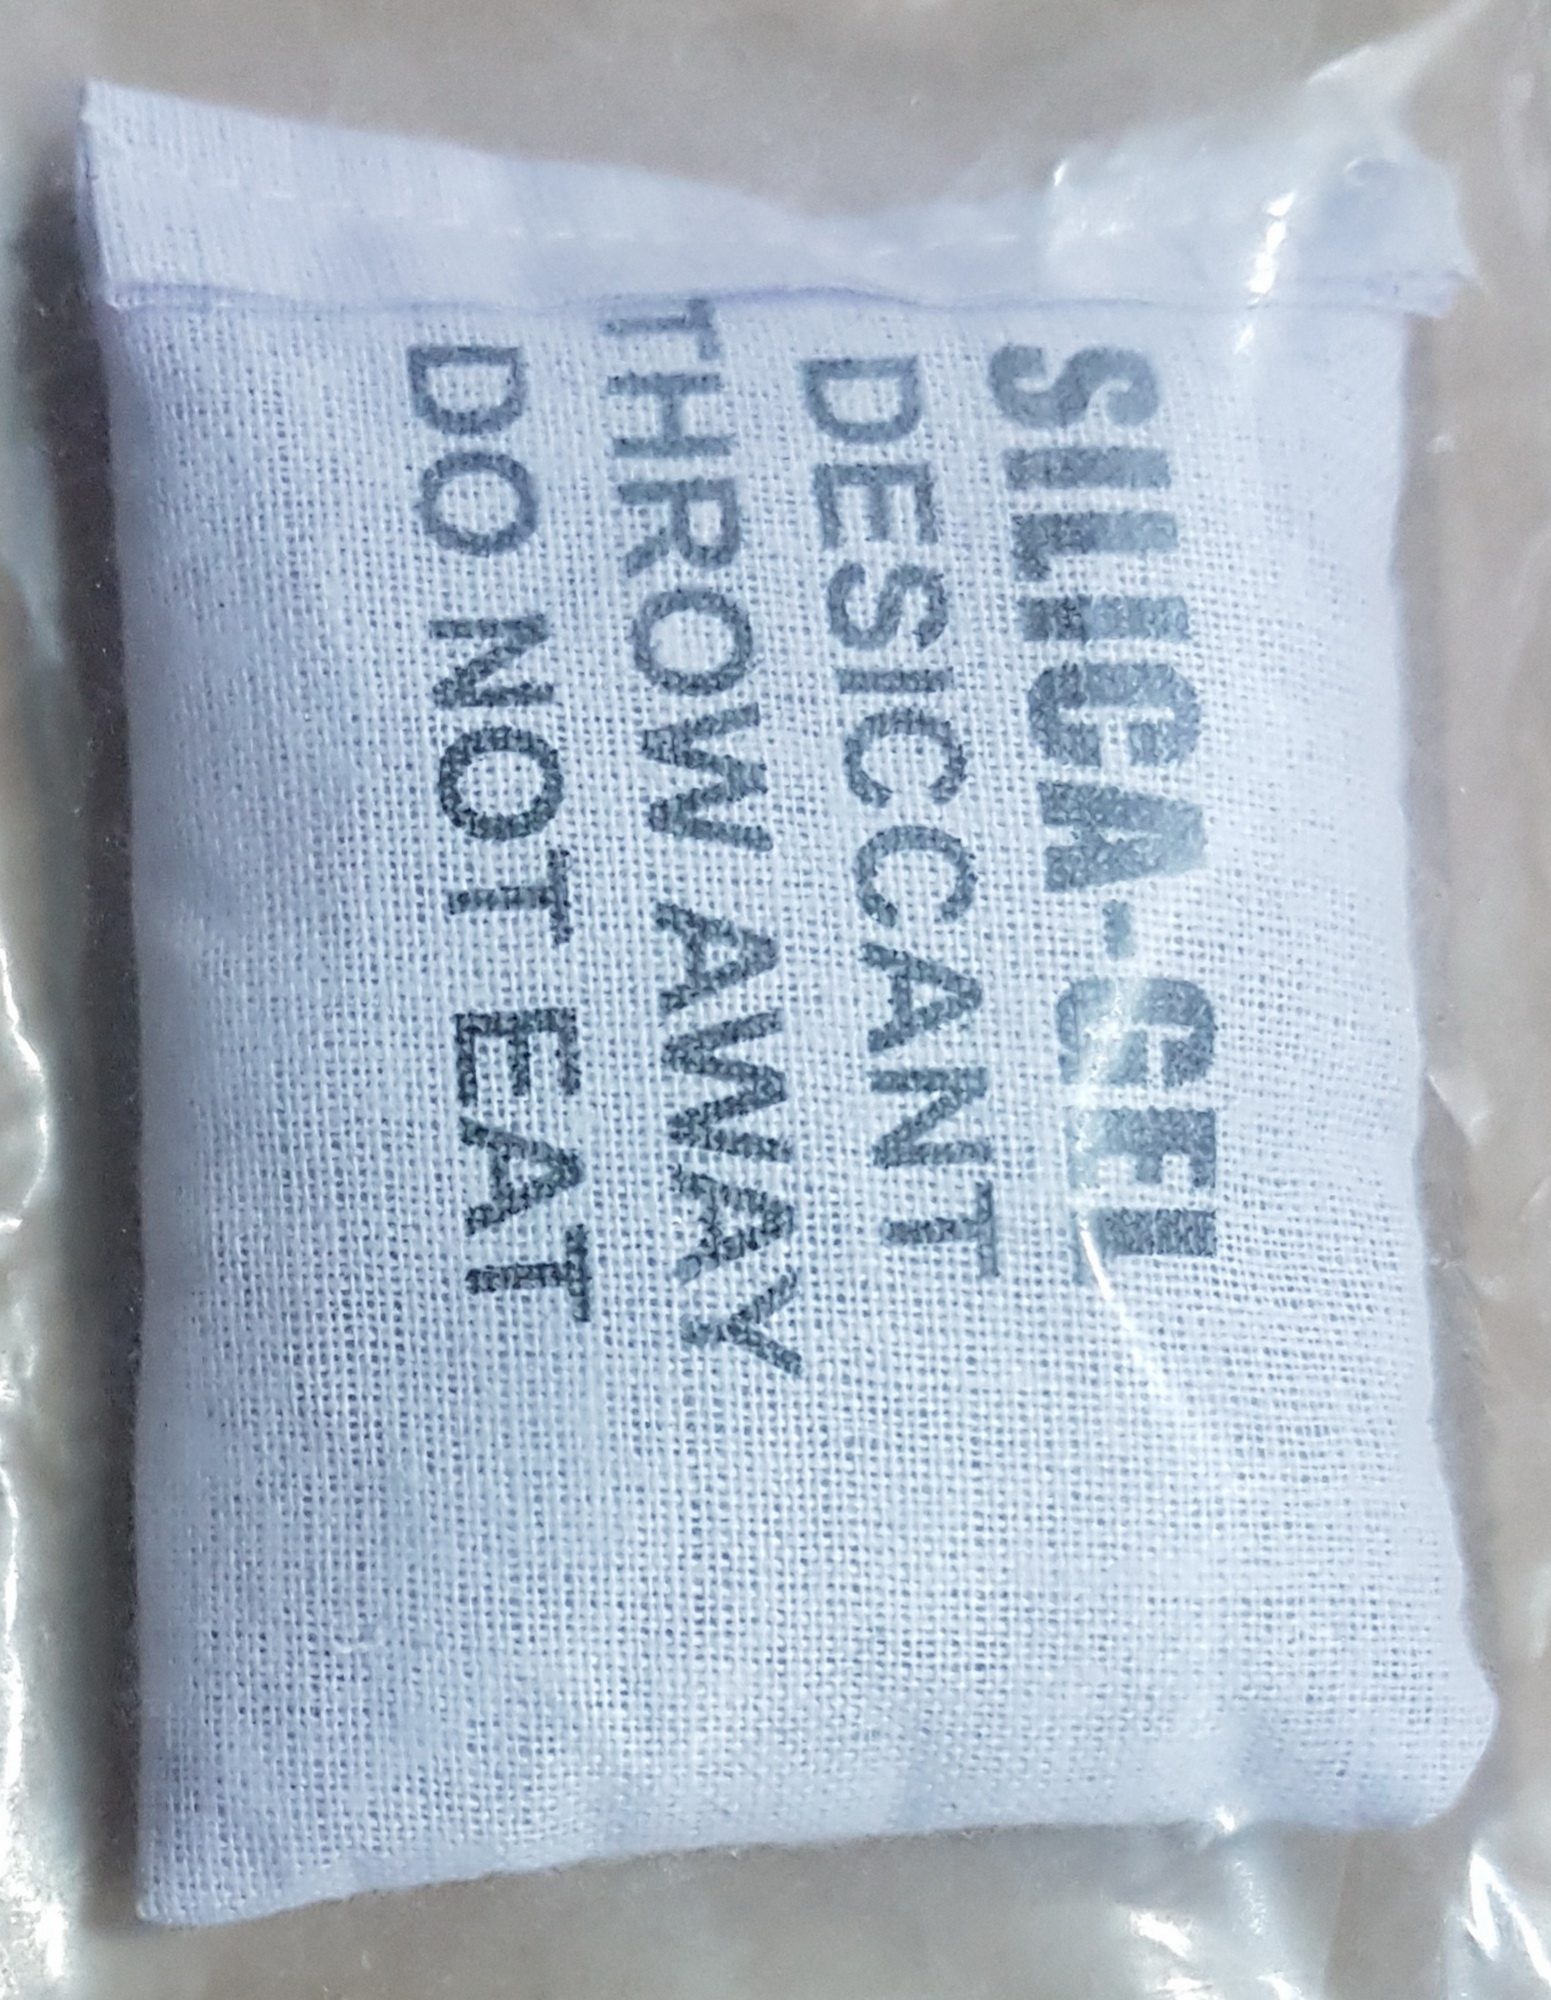 SILICA-GEL
DESICCANT
THROW AWAY
DO NOT EAT